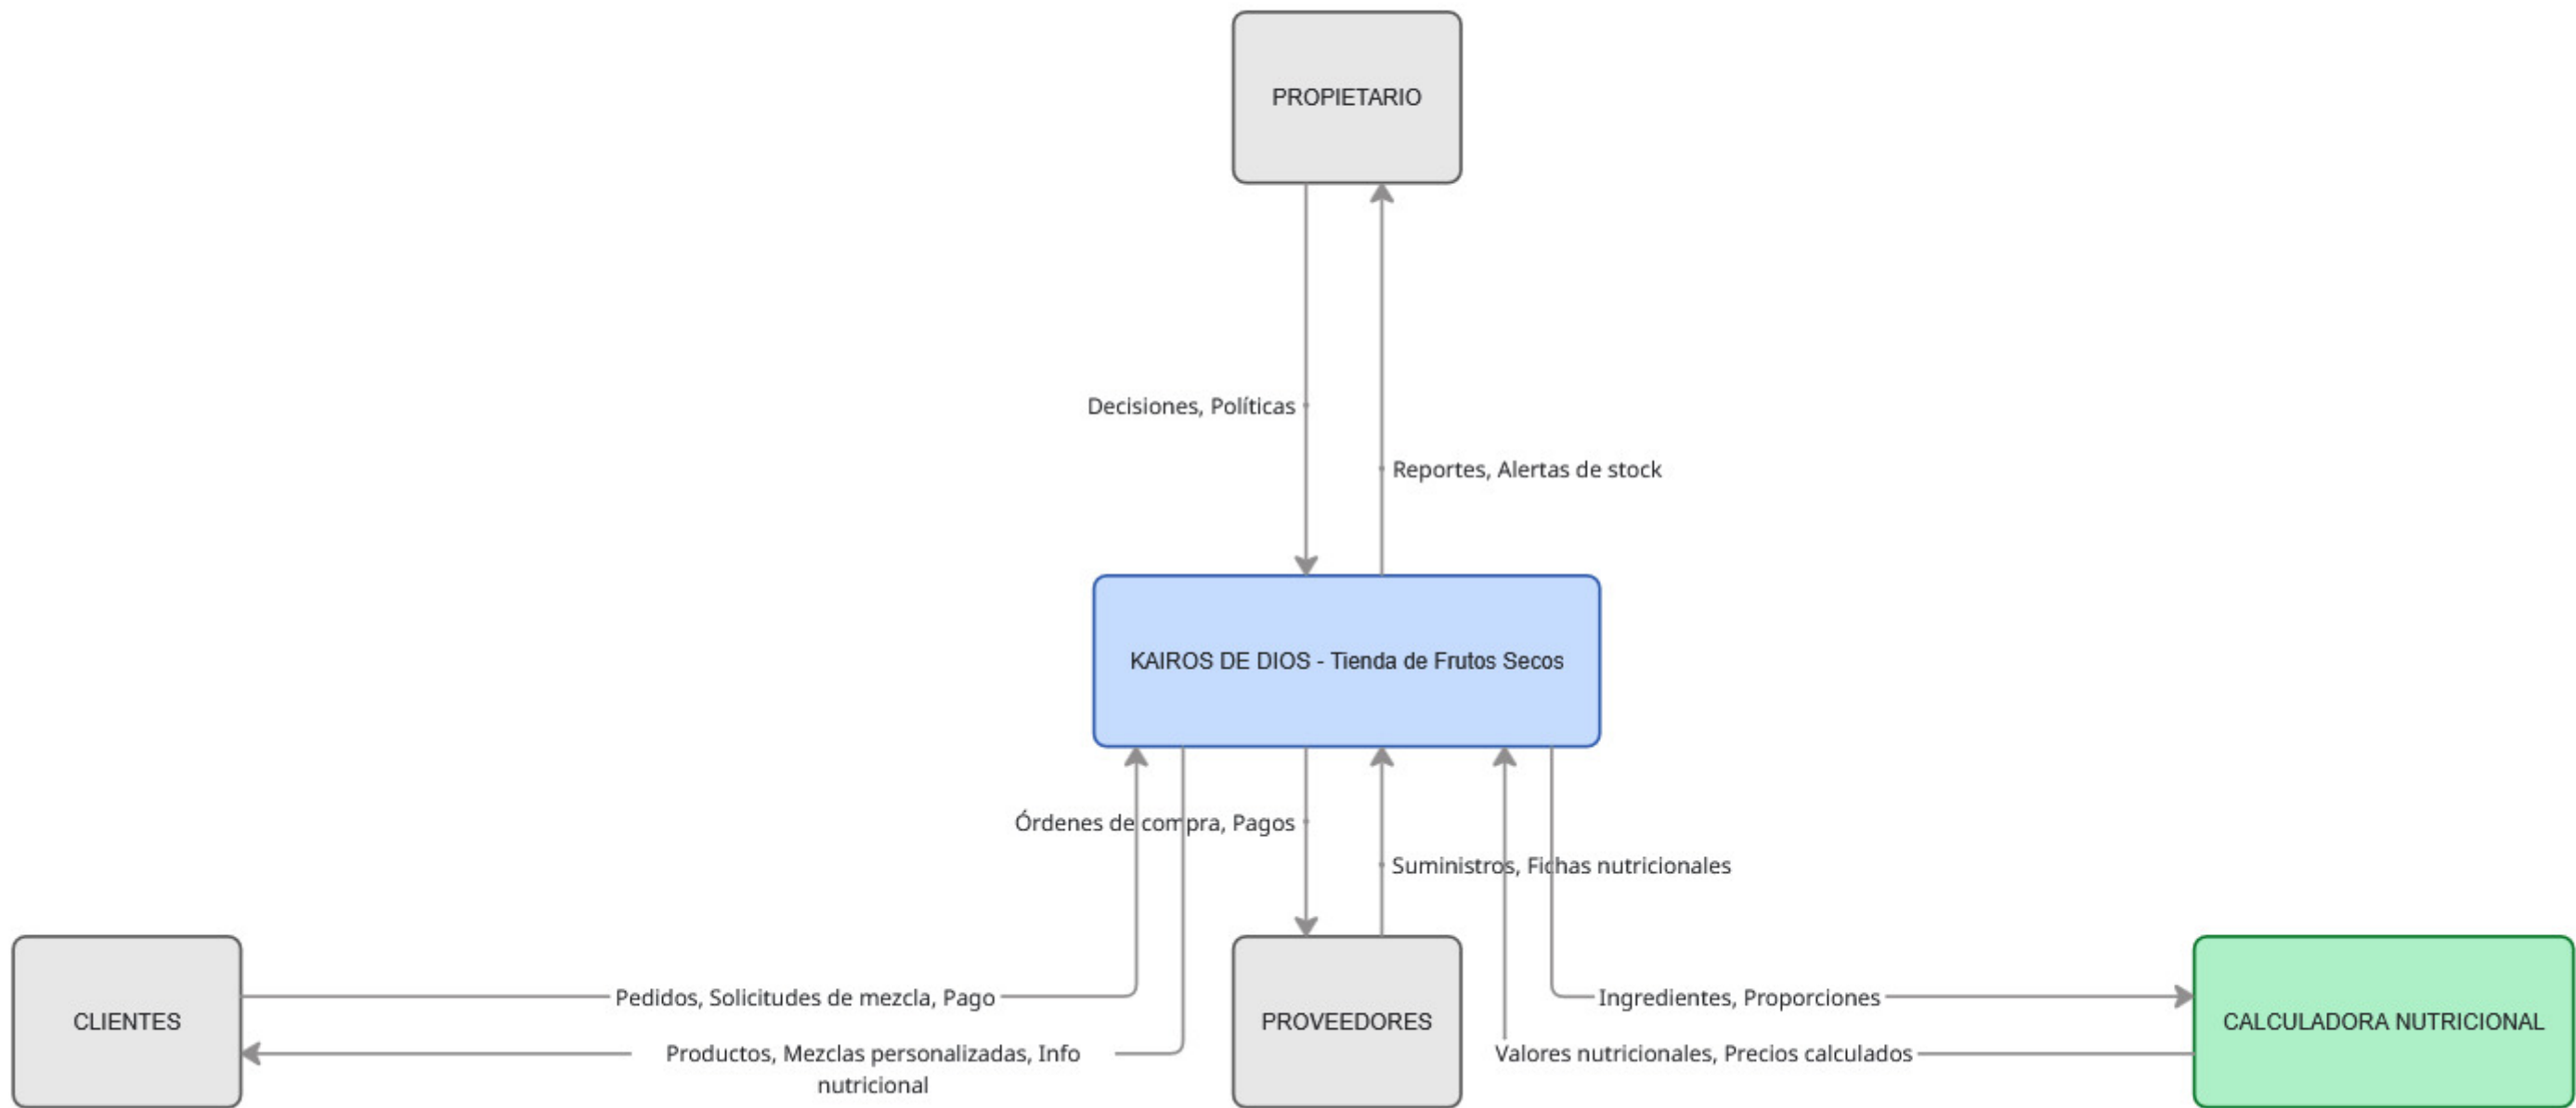 PROPIETARIO
Decisiones, Políticas
Reportes, Alertas de stock
KAIROS DE DIOS - Tienda de Frutos Secos
Órdenes de compra, Pagos
Suministros, Fichas nutricionales
CLIENTES
Pedidos, Solicitudes de mezcla, Pago
Productos, Mezclas personalizadas, Info
nutricional
PROVEEDORES
Ingredientes, Proporciones
Valores nutricionales, Precios calculados
CALCULADORA NUTRICIONAL